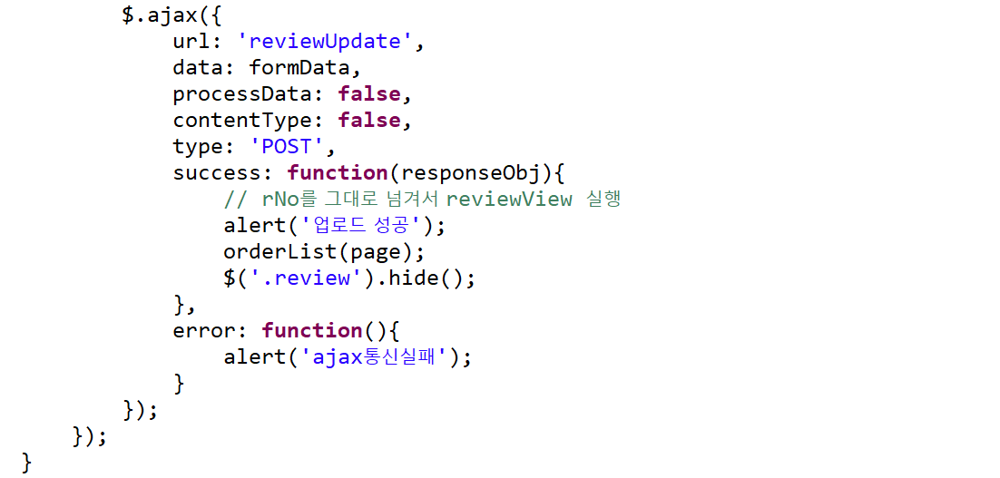 $.ajax({
url: 'reviewUpdate',
data: formData,
processData: false,
contentType: false,
type: 'POST',
success: function(responseObj){
// rNo를 그대로 넘겨서 reviewView 실행
alert('업로드 성공');
orderList(page);
$('.review').hide();
},
error: function(){
alert('ajax통신실패');
}
});
});
}